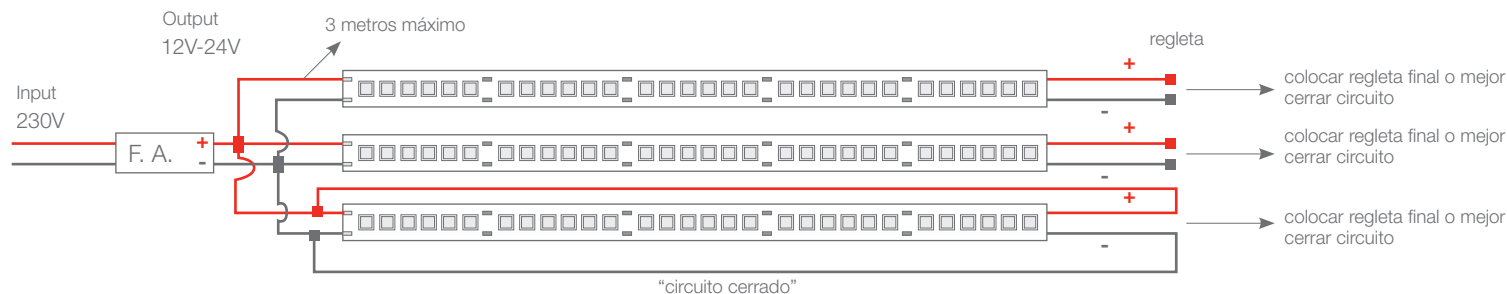 Output
12V-24V
3 metros máximo
regleta
Input
230V
F. A.
+
-
+
-
colocar regleta final o mejor
cerrar circuito
+
-
colocar regleta final o mejor
cerrar circuito
+
-
colocar regleta final o mejor
cerrar circuito
“circuito cerrado”